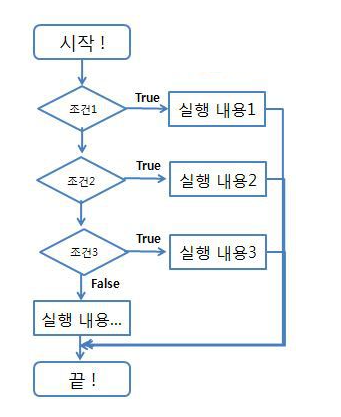 시작 !
조건1
True
실행 내용1
조건2
True
실행 내용2
조건3
True
실행 내용3
False
실행 내용...
끝 !